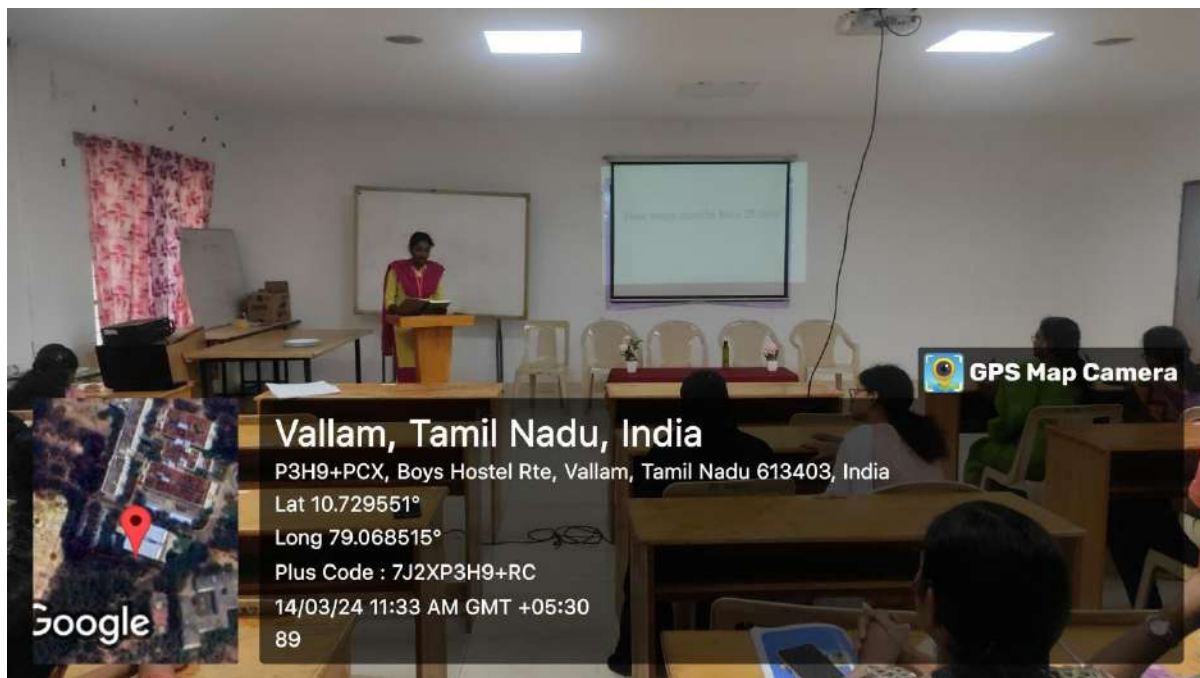 GPS Map Camera
Vallam, Tamil Nadu, India
P3H9+PCX, Boys Hostel Rte, Vallam, Tamil Nadu 613403, India
Lat 10.729551°
Long 79.068515°
Plus Code : 7J2XP3H9+RC
14/03/24 11:33 AM GMT +05:30
89
Google